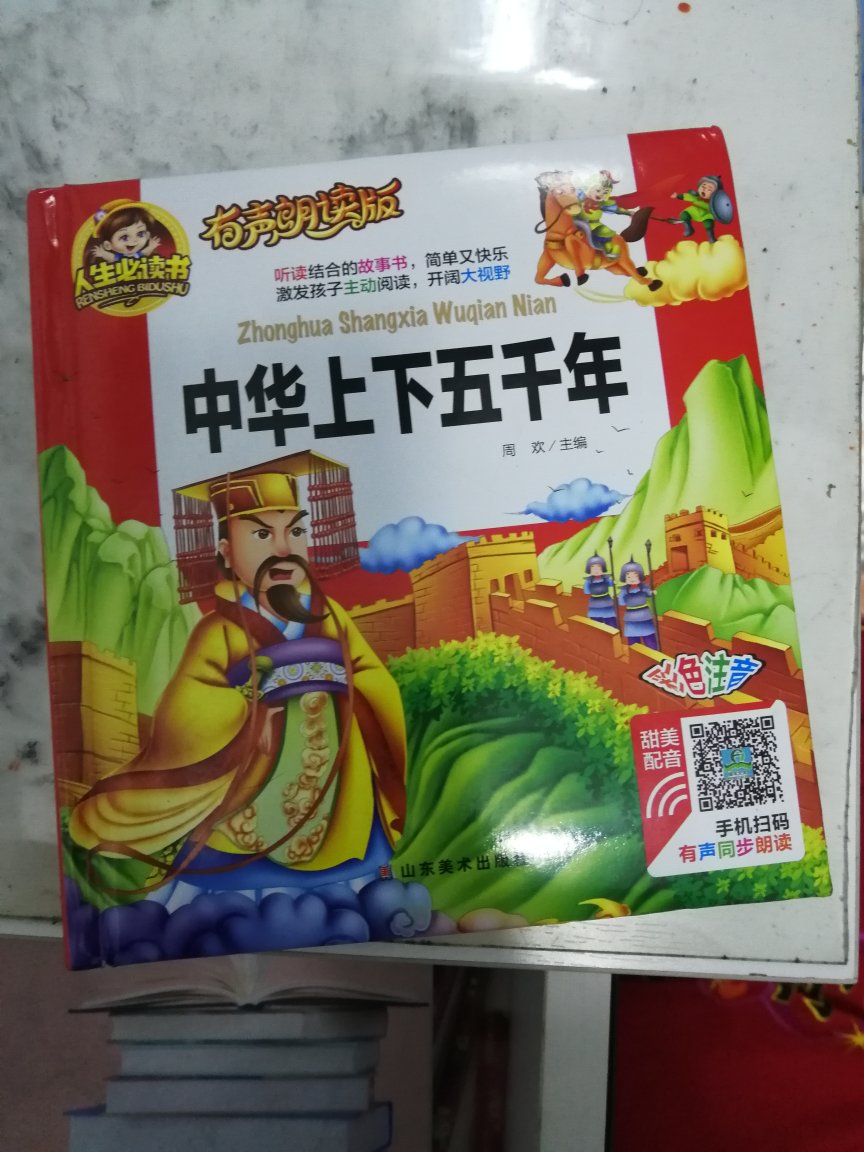 有声朗读版
人生必读书
RENSHENG BIDUSHU
听读结合的故事书，简单又快乐
激发孩子主动阅读，开阔大视野
Zhonghua Shangxia Wuqian Nian
中华上下五千年
周 欢/主编
彩色注音
甜美
配音
手机扫码
有声同步朗读
山东美术出版社